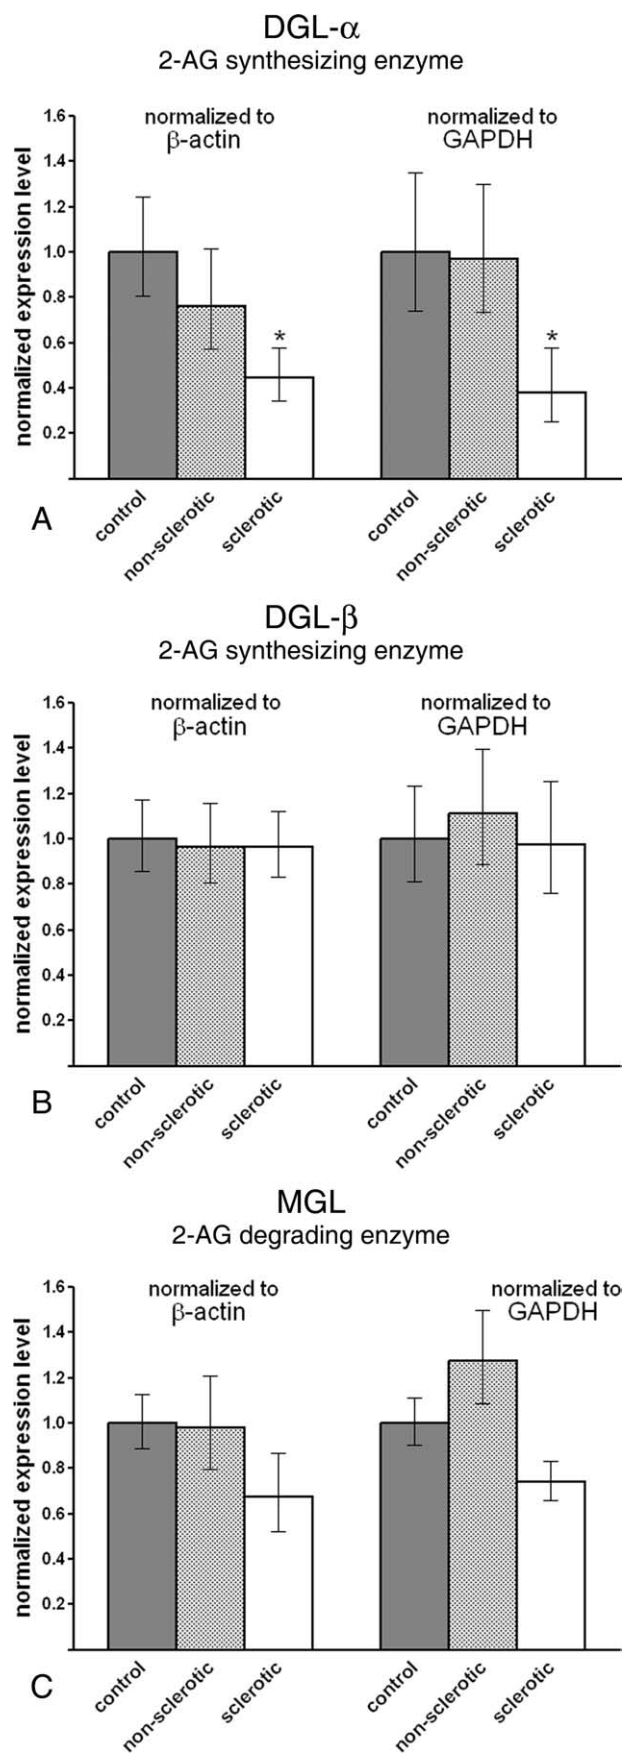 DGL-α
2-AG synthesizing enzyme
normalized expression level
1.6
1.4
1.2
1.0
0.8
0.6
0.4
0.2
normalized to
β-actin
normalized to
GAPDH
*
*
control
non-sclerotic
sclerotic
control
non-sclerotic
sclerotic
A
DGL-β
2-AG synthesizing enzyme
normalized expression level
1.6
1.4
1.2
1.0
0.8
0.6
0.4
0.2
normalized to
β-actin
normalized to
GAPDH
control
non-sclerotic
sclerotic
control
non-sclerotic
sclerotic
B
MGL
2-AG degrading enzyme
normalized expression level
1.6
1.4
1.2
1.0
0.8
0.6
0.4
0.2
normalized to
β-actin
normalized to
GAPDH
control
non-sclerotic
sclerotic
control
non-sclerotic
sclerotic
C